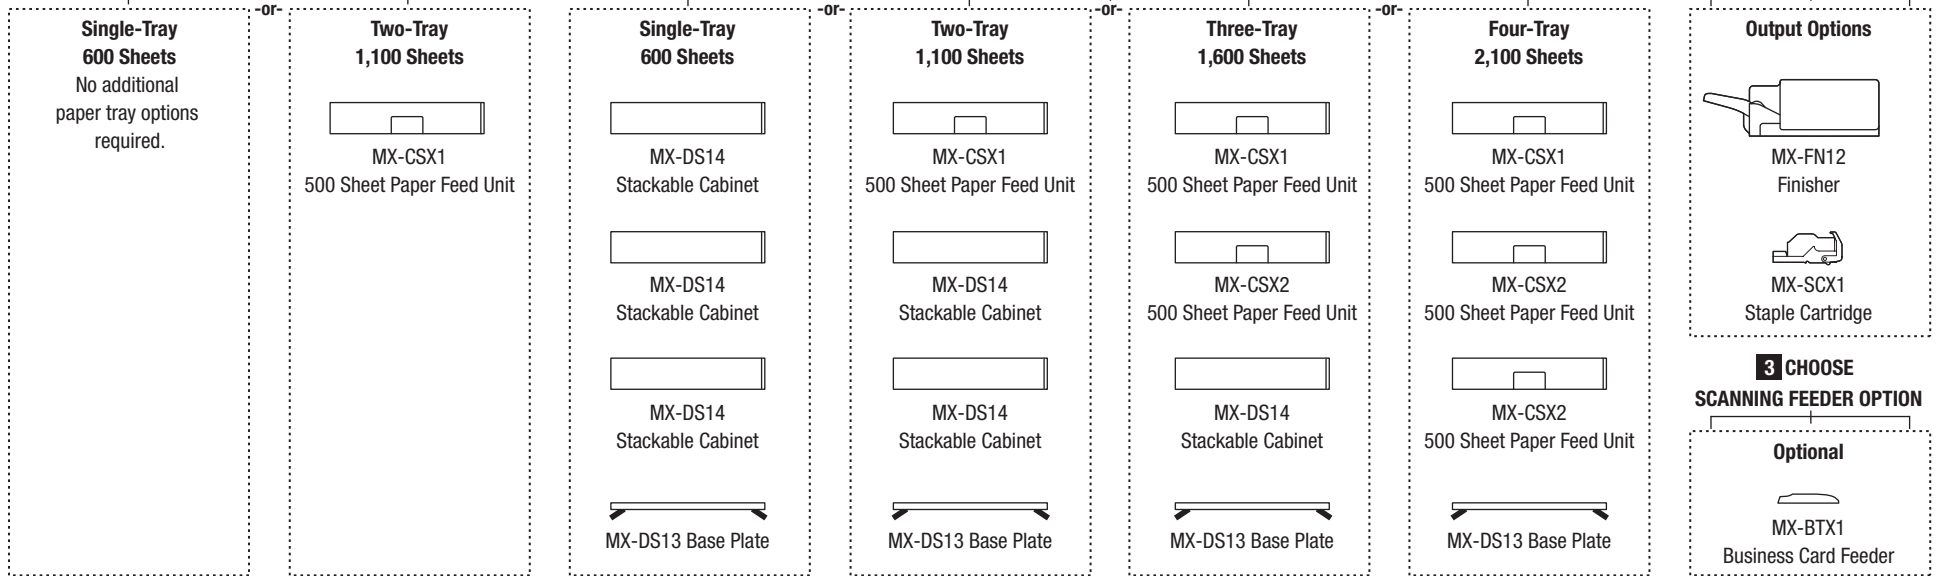 -or-
-or-
-or-
-or-
Single-Tray
600 Sheets
No additional
paper tray options
required.
Two-Tray
1,100 Sheets
MX-CSX1
500 Sheet Paper Feed Unit
Single-Tray
600 Sheets
MX-DS14
Stackable Cabinet
MX-DS14
Stackable Cabinet
MX-DS14
Stackable Cabinet
MX-DS13 Base Plate
Two-Tray
1,100 Sheets
MX-CSX1
500 Sheet Paper Feed Unit
MX-DS14
Stackable Cabinet
MX-DS14
Stackable Cabinet
MX-DS13 Base Plate
Three-Tray
1,600 Sheets
MX-CSX1
500 Sheet Paper Feed Unit
MX-CSX2
500 Sheet Paper Feed Unit
MX-DS14
Stackable Cabinet
MX-DS13 Base Plate
Four-Tray
2,100 Sheets
MX-CSX1
500 Sheet Paper Feed Unit
MX-CSX2
500 Sheet Paper Feed Unit
MX-CSX2
500 Sheet Paper Feed Unit
MX-DS13 Base Plate
Output Options
MX-FN12
Finisher
MX-SCX1
Staple Cartridge
3 CHOOSE
SCANNING FEEDER OPTION
Optional
MX-BTX1
Business Card Feeder